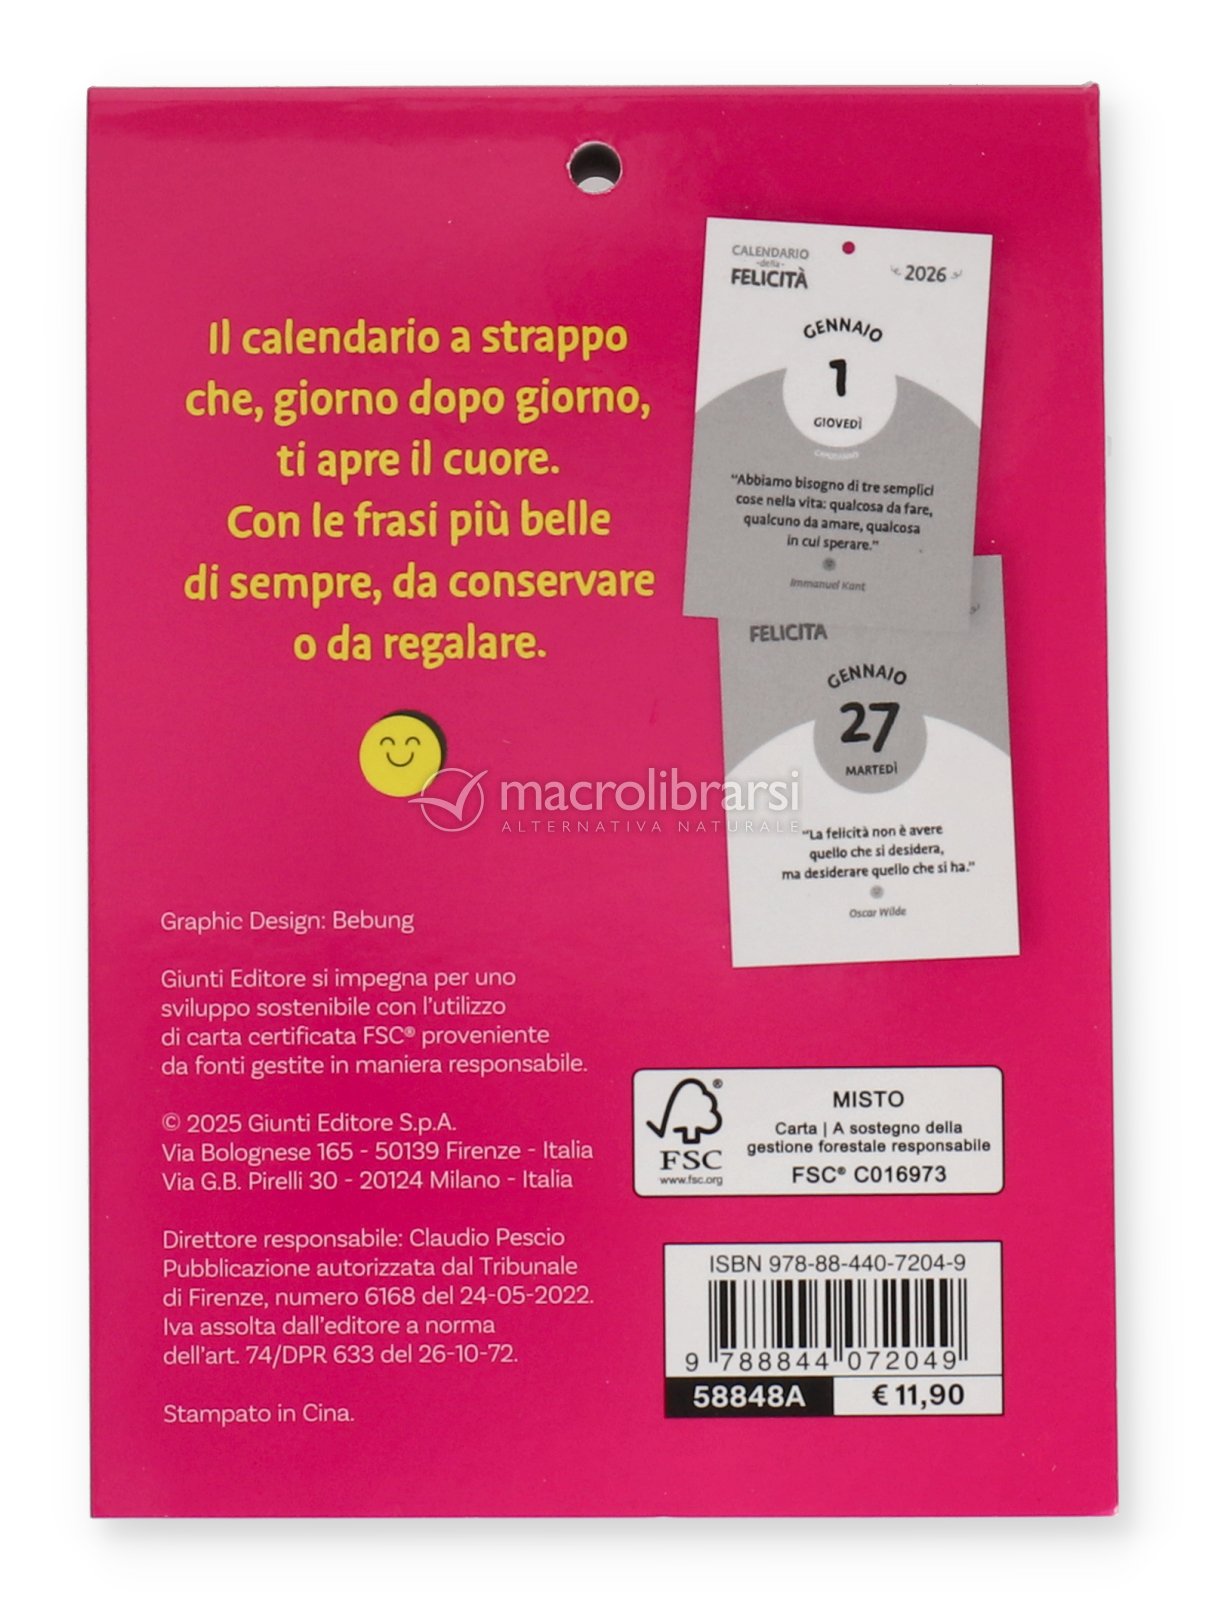 Il calendario a strappo
che, giorno dopo giorno,
ti apre il cuore.
Con le frasi più belle
di sempre, da conservare
o da regalare.
CALENDARIO
-della-
FELICITÀ
2026
GENNAIO
1
GIOVEDÌ
"Abbiamo bisogno di tre semplici
cose nella vita: qualcosa da fare,
qualcuno da amare, qualcosa
in cui sperare."
Immanuel Kant
FELICITÀ
GENNAIO
27
MARTEDÌ
"La felicità non è avere
quello che si desidera,
ma desiderare quello che si ha."
Oscar Wilde
macrolibrarsi
ALTERNATIVA NATURALE
Graphic Design: Bebung
Giunti Editore si impegna per uno
sviluppo sostenibile con l'utilizzo
di carta certificata FSC® proveniente
da fonti gestite in maniera responsabile.
© 2025 Giunti Editore S.p.A.
Via Bolognese 165 - 50139 Firenze - Italia
Via G.B. Pirelli 30 - 20124 Milano - Italia
Direttore responsabile: Claudio Pescio
Pubblicazione autorizzata dal Tribunale
di Firenze, numero 6168 del 24-05-2022.
Iva assolta dall'editore a norma
dell'art. 74/DPR 633 del 26-10-72.
Stampato in Cina.
®
FSC
www.fsc.org
MISTO
Carta | A sostegno della
gestione forestale responsabile
FSC® C016973
ISBN 978-88-440-7204-9
9 788844 072049
58848A
€ 11,90